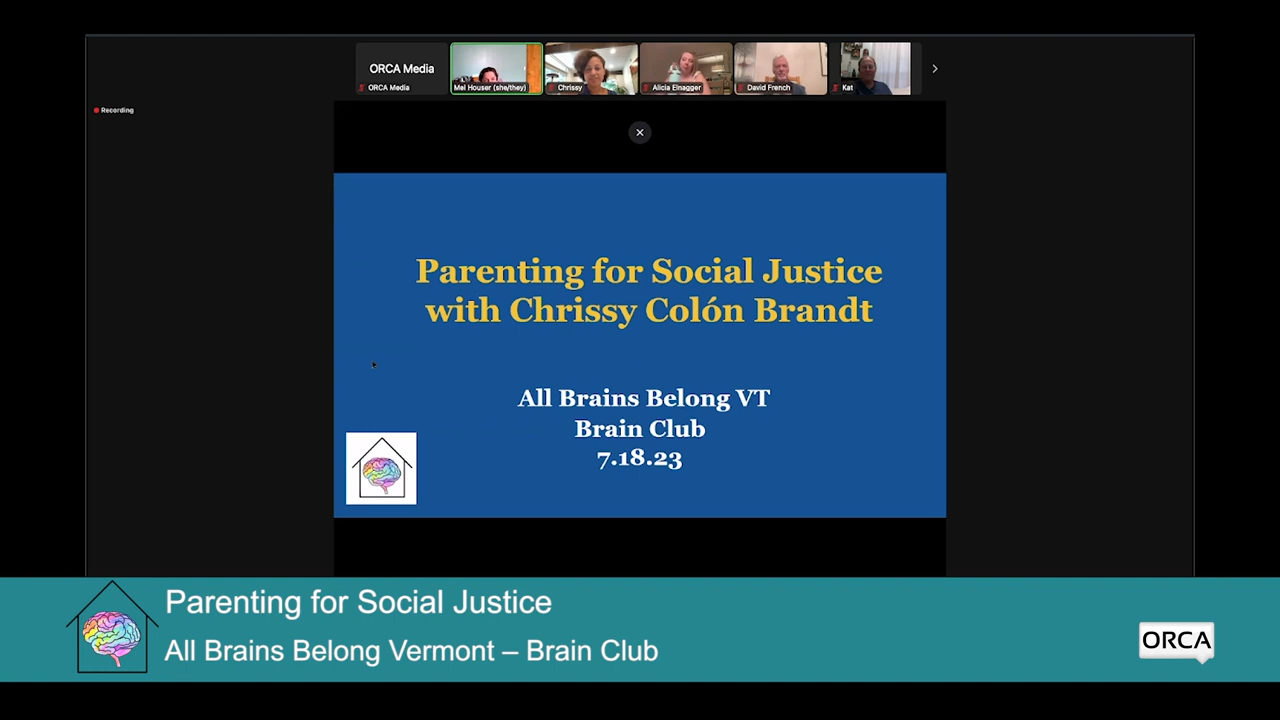 ORCA Media
ORCA Media
Mel Houser (she/they)
Chrissy
Alicia Elnagger
David French
Kat
Recording
Parenting for Social Justice
with Chrissy Colón Brandt
All Brains Belong VT
Brain Club
7.18.23
Parenting for Social Justice
All Brains Belong Vermont – Brain Club
ORCA